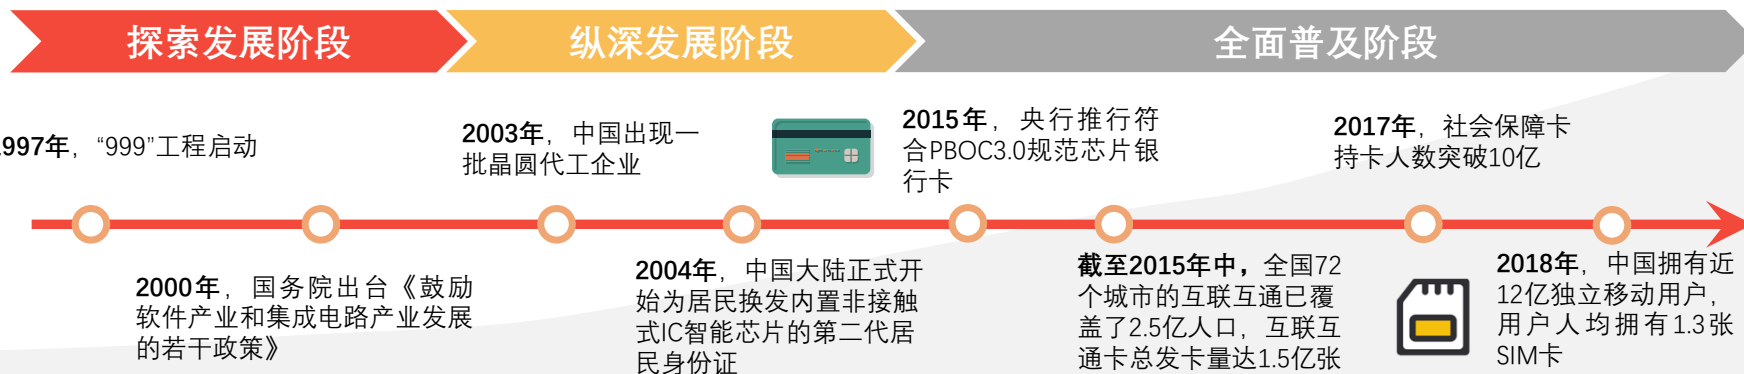 探索发展阶段
纵深发展阶段
全面普及阶段
1997年，“999”工程启动
2003年，中国出现一
批晶圆代工企业
2015年，央行推行符
合PBOC3.0规范芯片银
行卡
2017年，社会保障卡
持卡人数突破10亿
2000年，国务院出台《鼓励
软件产业和集成电路产业发展
的若干政策》
2004年，中国大陆正式开
始为居民换发内置非接触
式IC智能芯片的第二代居
民身份证
截至2015年中，全国72
个城市的互联互通已覆
盖了2.5亿人口，互联互
通卡总发卡量达1.5亿张
2018年，中国拥有近
12亿独立移动用户，
用户人均拥有1.3张
SIM卡